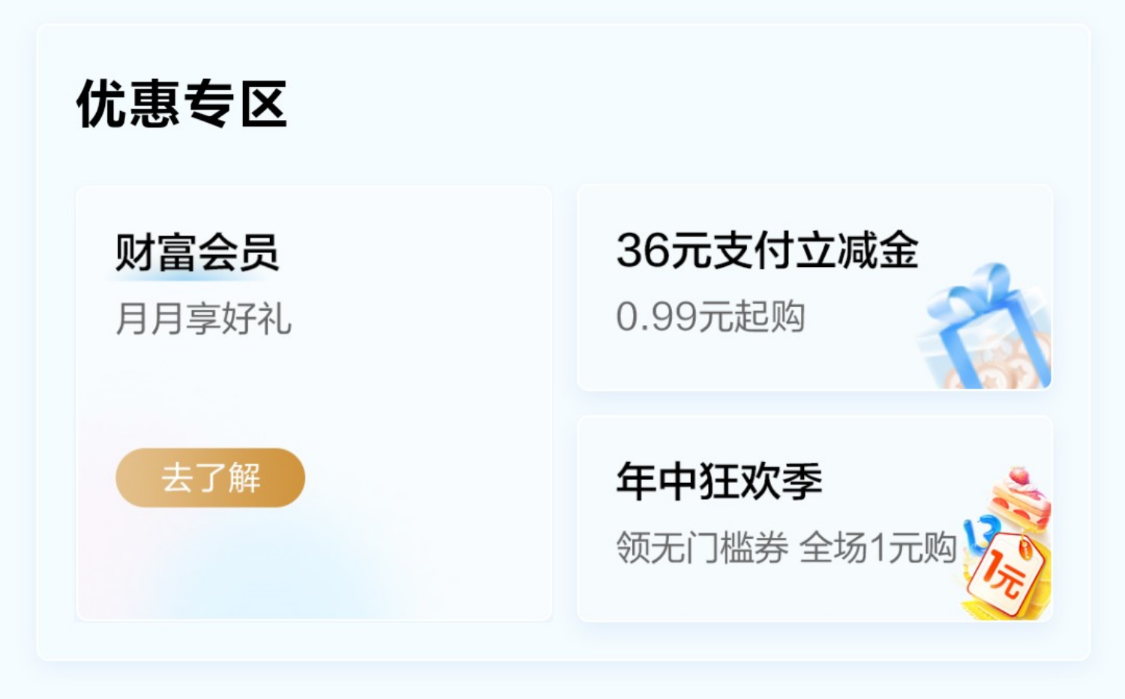 优惠专区
财富会员
月月享好礼
去了解
36元支付立减金
0.99元起购
年中狂欢季
领无门槛券 全场1元购
1元